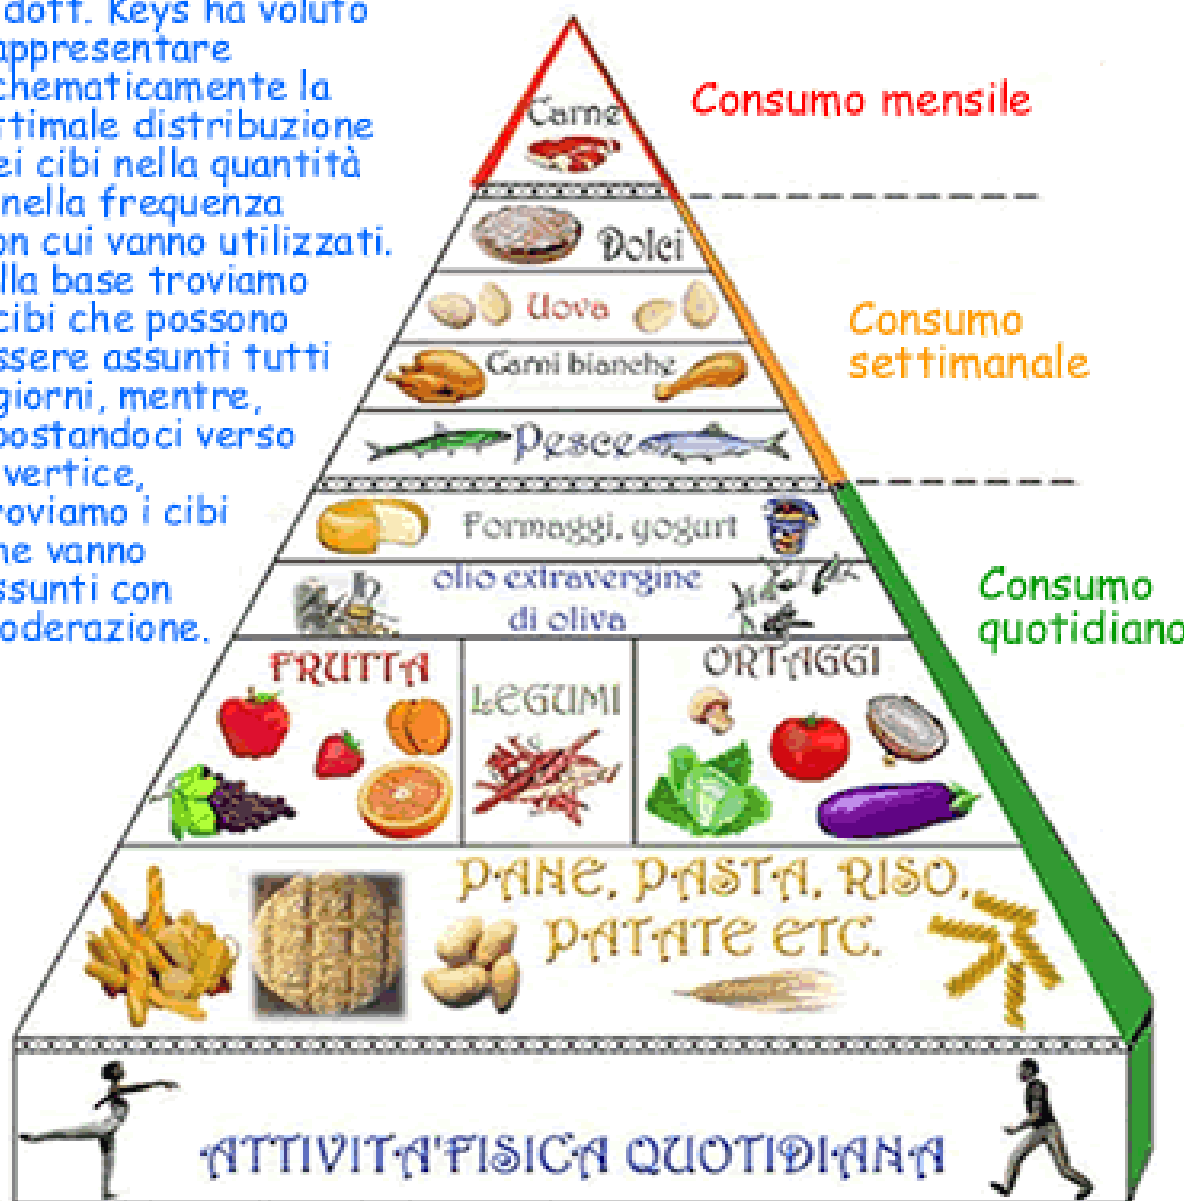 dott. Keys ha voluto
appresentare
chematicamente la
ttimale distribuzione
ei cibi nella quantità
nella frequenza
on cui vanno utilizzati.
lla base troviamo
cibi che possono
ssere assunti tutti
giorni, mentre,
postandoci verso
vertice,
roviamo i cibi
he vanno
ssunti con
oderazione.
Carne
Consumo mensile
Dolci
Uova
Carni bianche
Pesce
Consumo
settimanale
Formaggi, yogurt
olio extravergine
di oliva
Consumo
quotidiano
FRUTTA
LEGUMI
ORTAGGI
PANE, PASTA, RISO,
PATATE ETC.
ATTIVITA'FISICA QUOTIDIANA